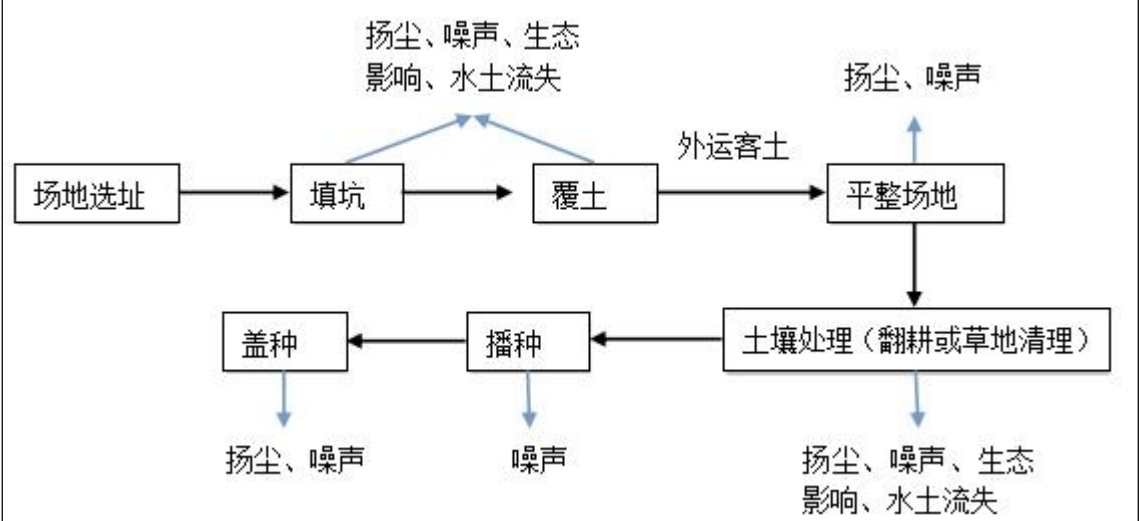 扬尘、噪声、生态
影响、水土流失
扬尘、噪声
外运客土
场地选址
填坑
覆土
平整场地
盖种
播种
土壤处理（翻耕或草地清理）
扬尘、噪声
噪声
扬尘、噪声、生态
影响、水土流失